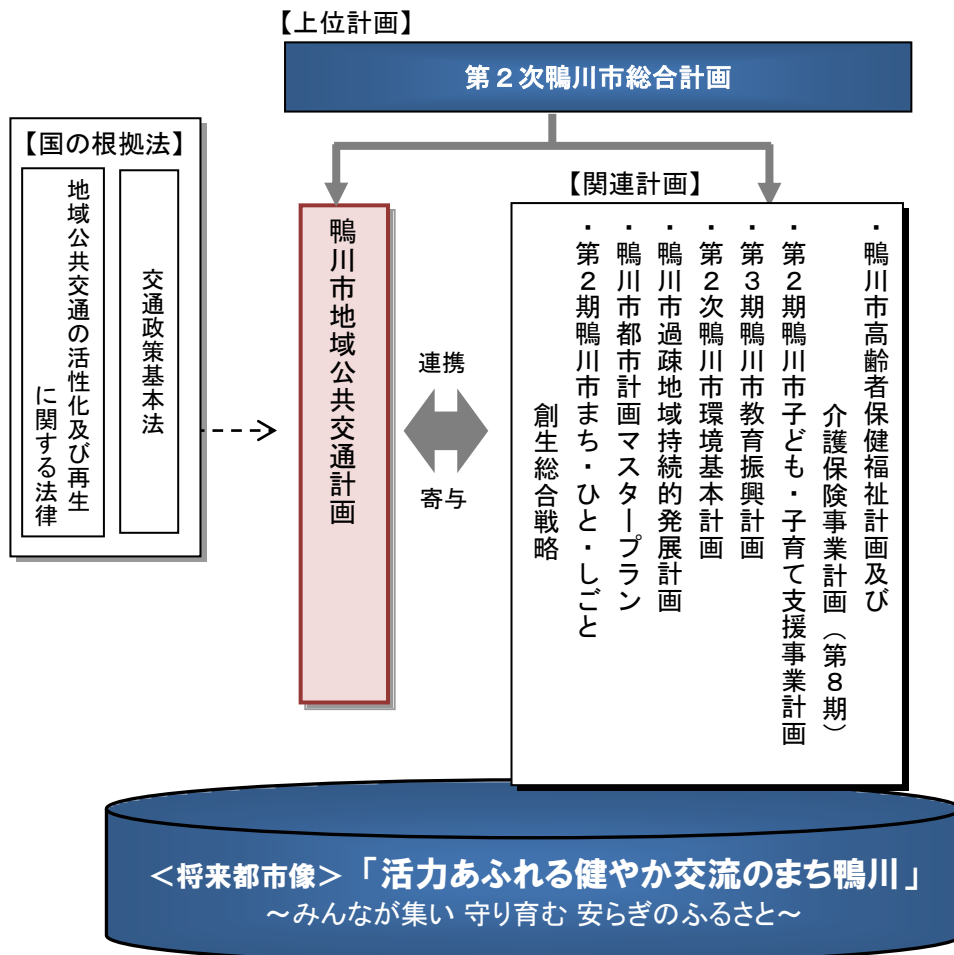 【上位計画】
第２次鴨川市総合計画
【国の根拠法】
交通政策基本法
地域公共交通の活性化及び再生
に関する法律
鴨川市地域公共交通計画
連携
寄与
【関連計画】
・鴨川市高齢者保健福祉計画及び
介護保険事業計画（第８期）
・第２期鴨川市子ども・子育て支援事業計画
・第３期鴨川市教育振興計画
・第２次鴨川市環境基本計画
・鴨川市過疎地域持続的発展計画
・鴨川市都市計画マスタープラン
・第２期鴨川市まち・ひと・しごと
創生総合戦略
＜将来都市像＞「活力あふれる健やか交流のまち鴨川」
～みんなが集い 守り育む 安らぎのふるさと～